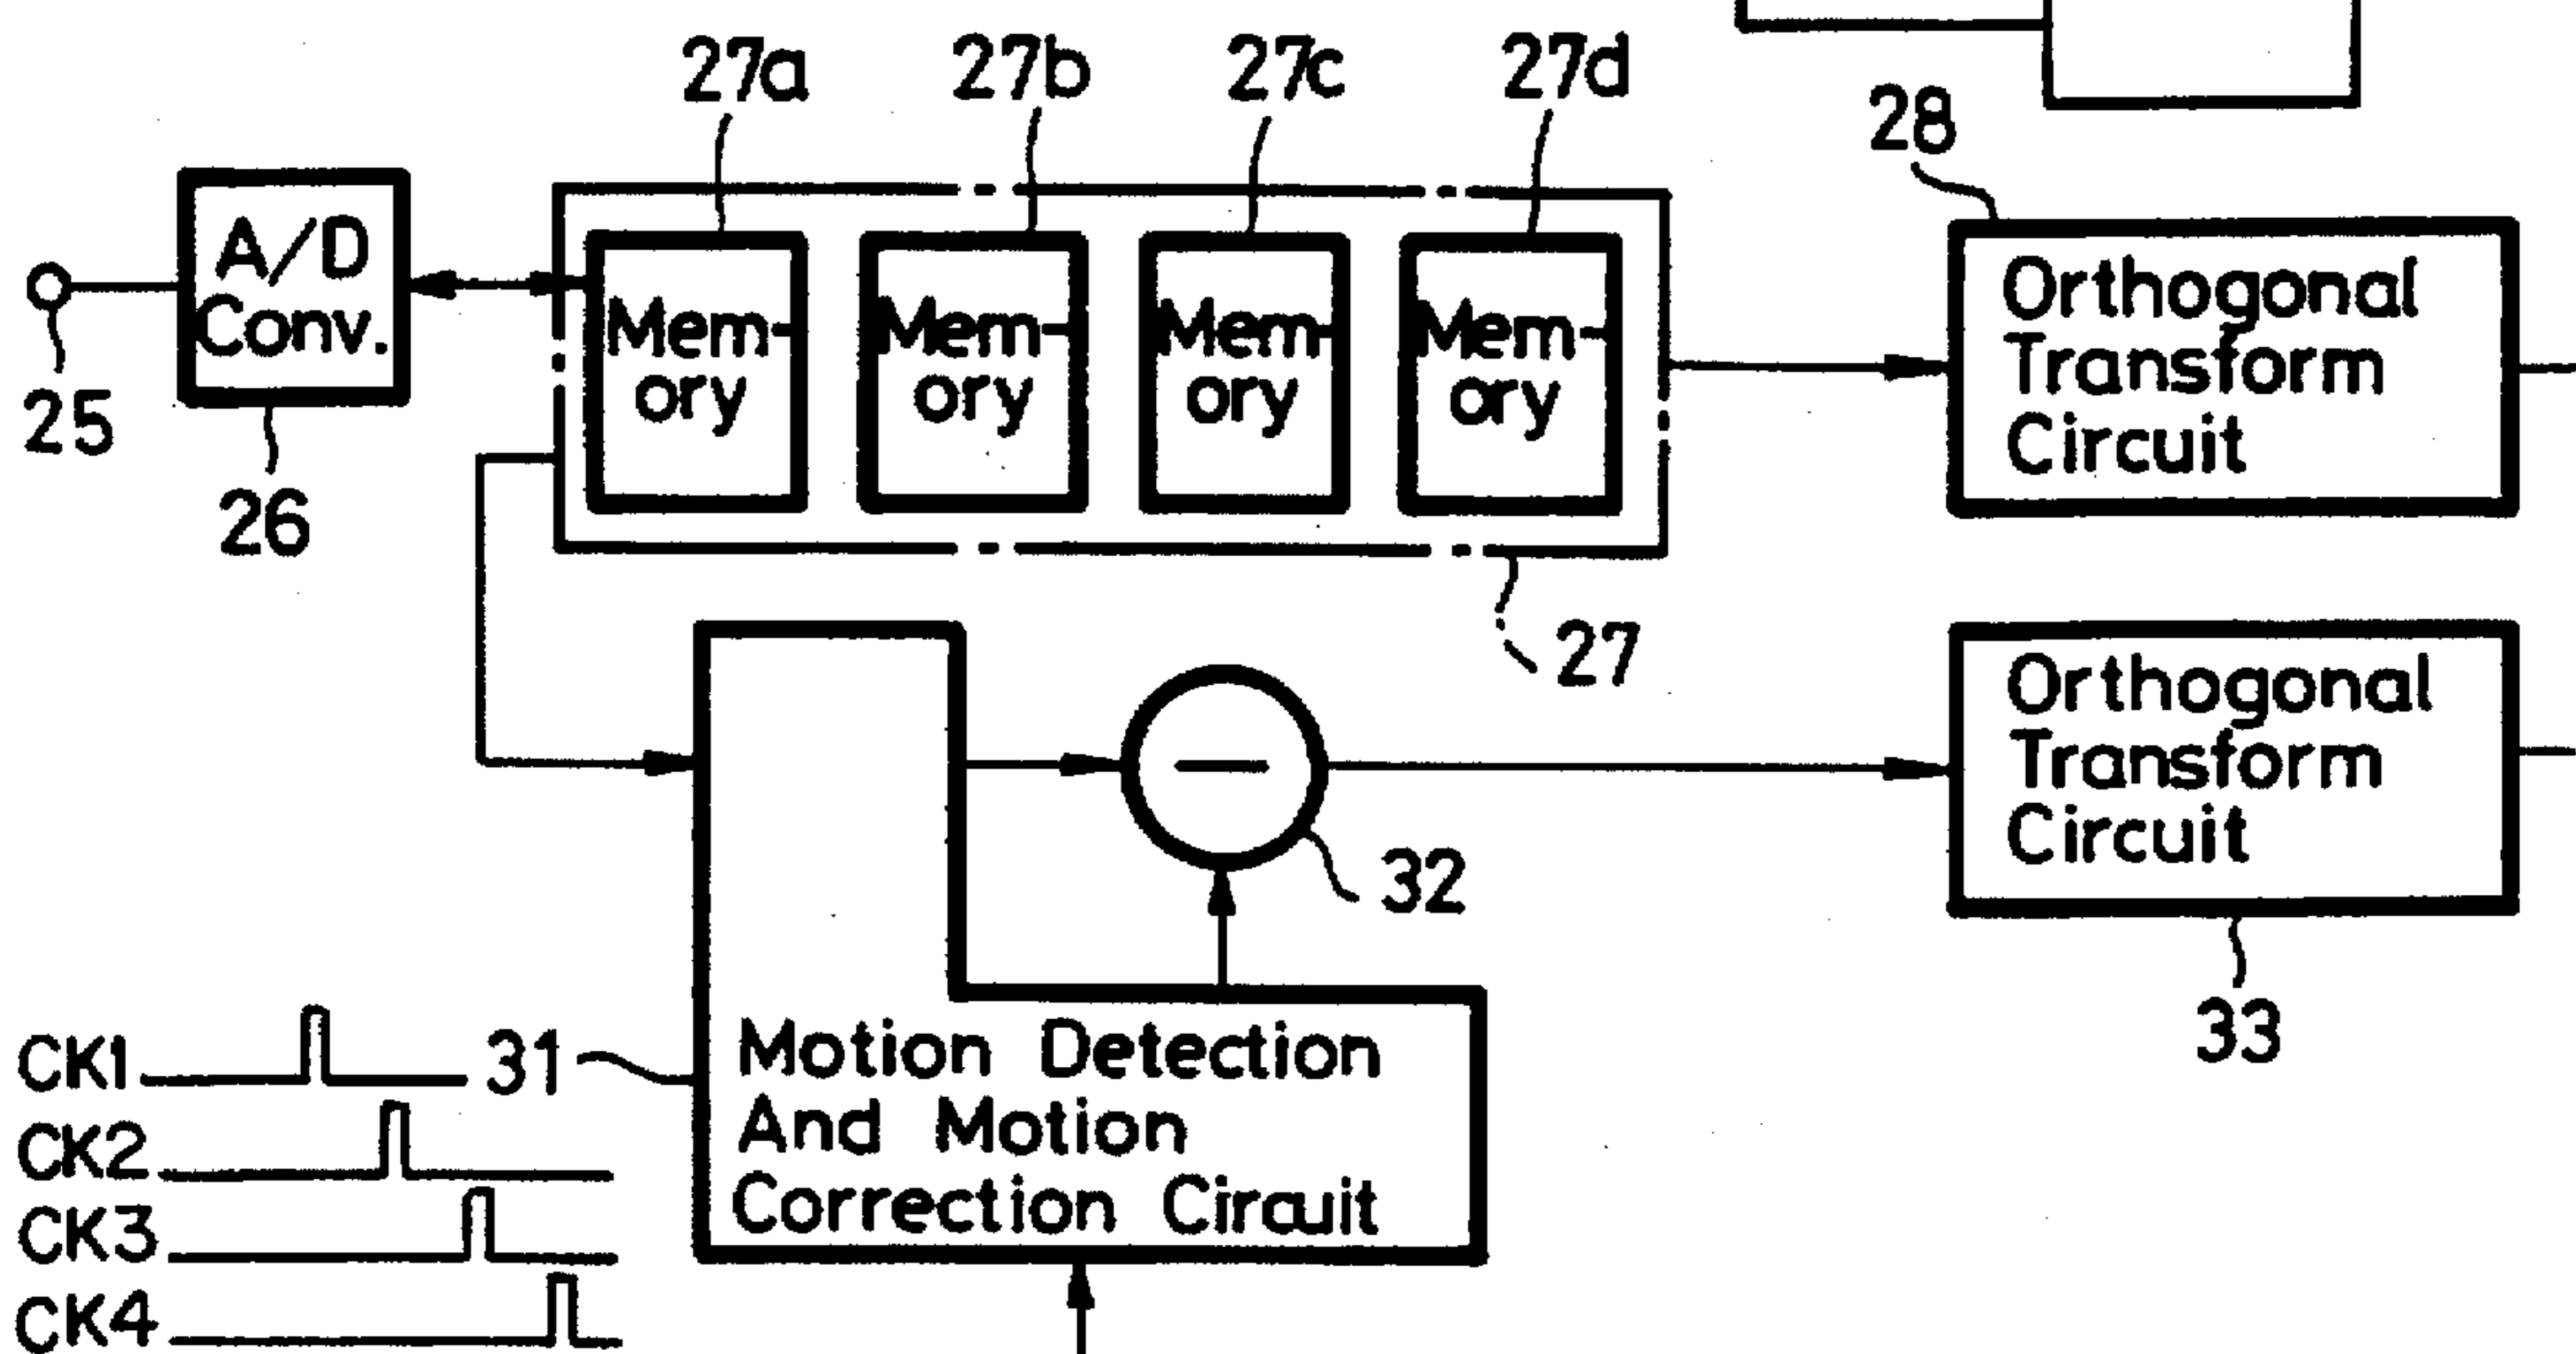 27a
27b
27c
27d
28
A/D
Conv.
Mem-
ory
Mem-
ory
Mem-
ory
Mem-
ory
Orthogonal
Transform
Circuit
25
26
27
Orthogonal
Transform
Circuit
—
32
33
CK1
31
Motion Detection
And Motion
Correction Circuit
CK2
CK3
CK4